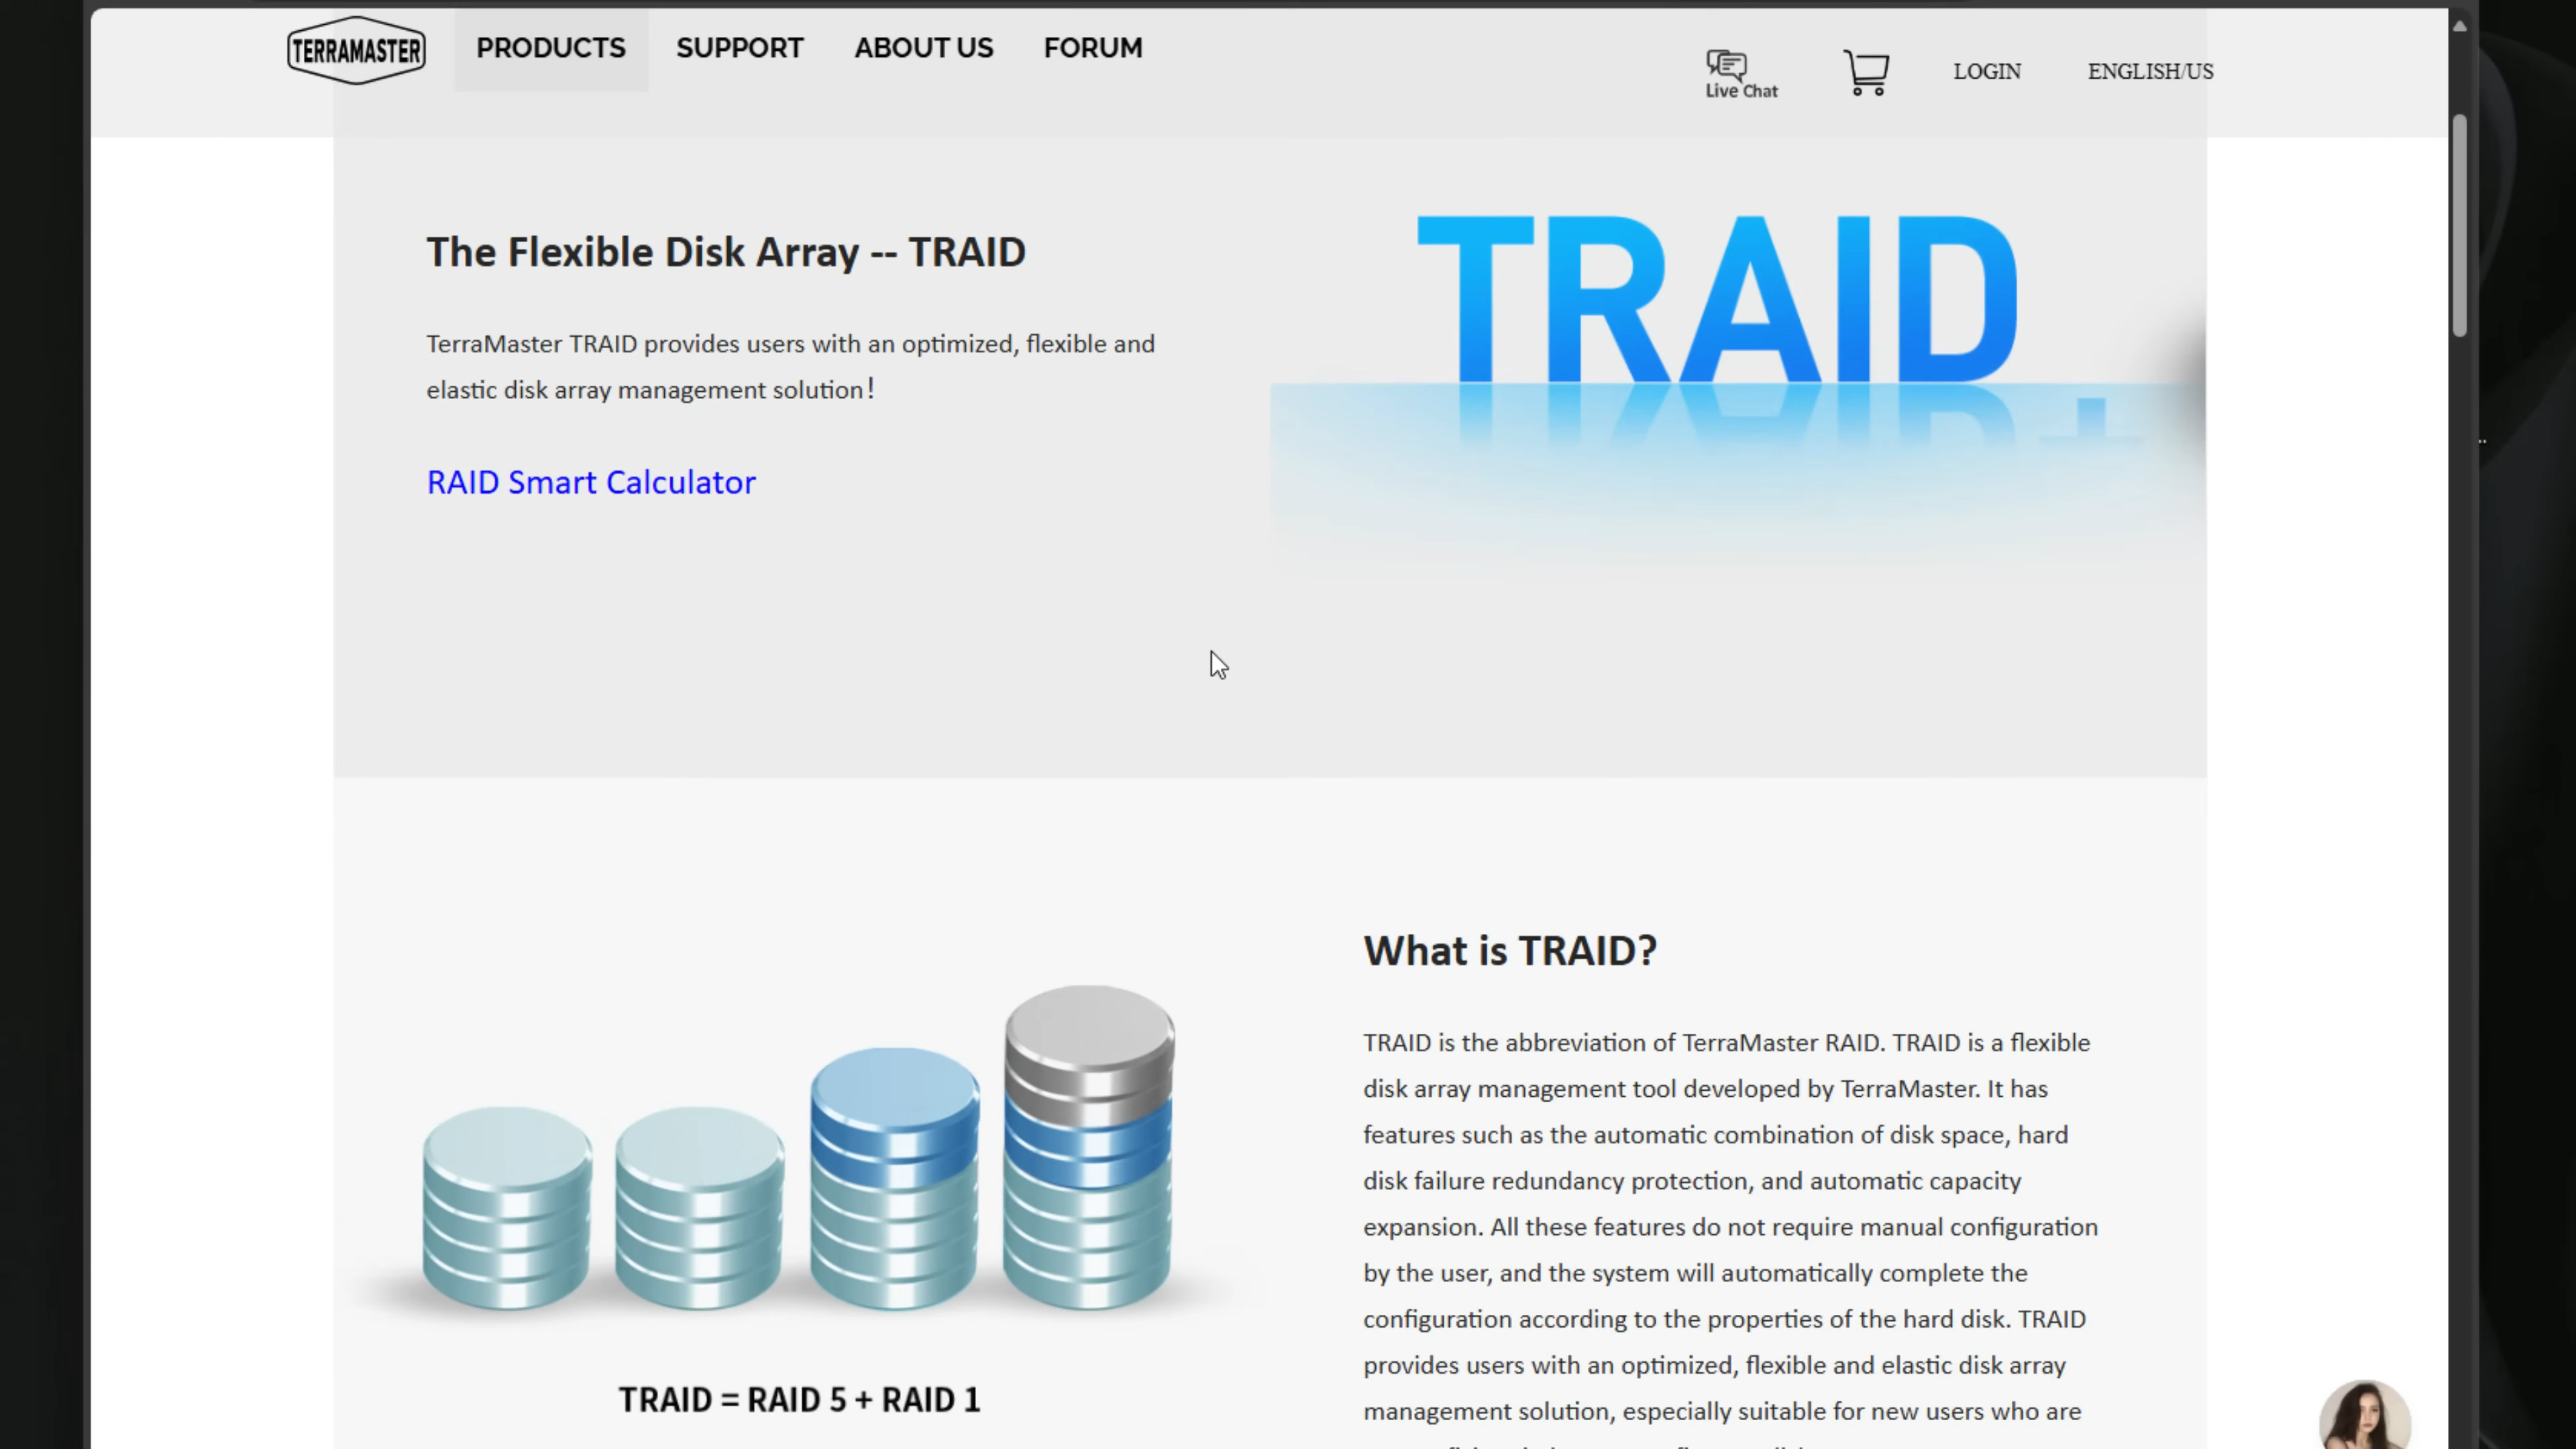 TERRAMASTER
PRODUCTS
SUPPORT
ABOUT US
FORUM
Live Chat
LOGIN
ENGLISH/US
The Flexible Disk Array -- TRAID
TerraMaster TRAID provides users with an optimized, flexible and
elastic disk array management solution!
RAID Smart Calculator
TRAID
What is TRAID?
TRAID is the abbreviation of TerraMaster RAID. TRAID is a flexible
disk array management tool developed by TerraMaster. It has
features such as the automatic combination of disk space, hard
disk failure redundancy protection, and automatic capacity
expansion. All these features do not require manual configuration
by the user, and the system will automatically complete the
configuration according to the properties of the hard disk. TRAID
provides users with an optimized, flexible and elastic disk array
management solution, especially suitable for new users who are
TRAID = RAID 5 + RAID 1